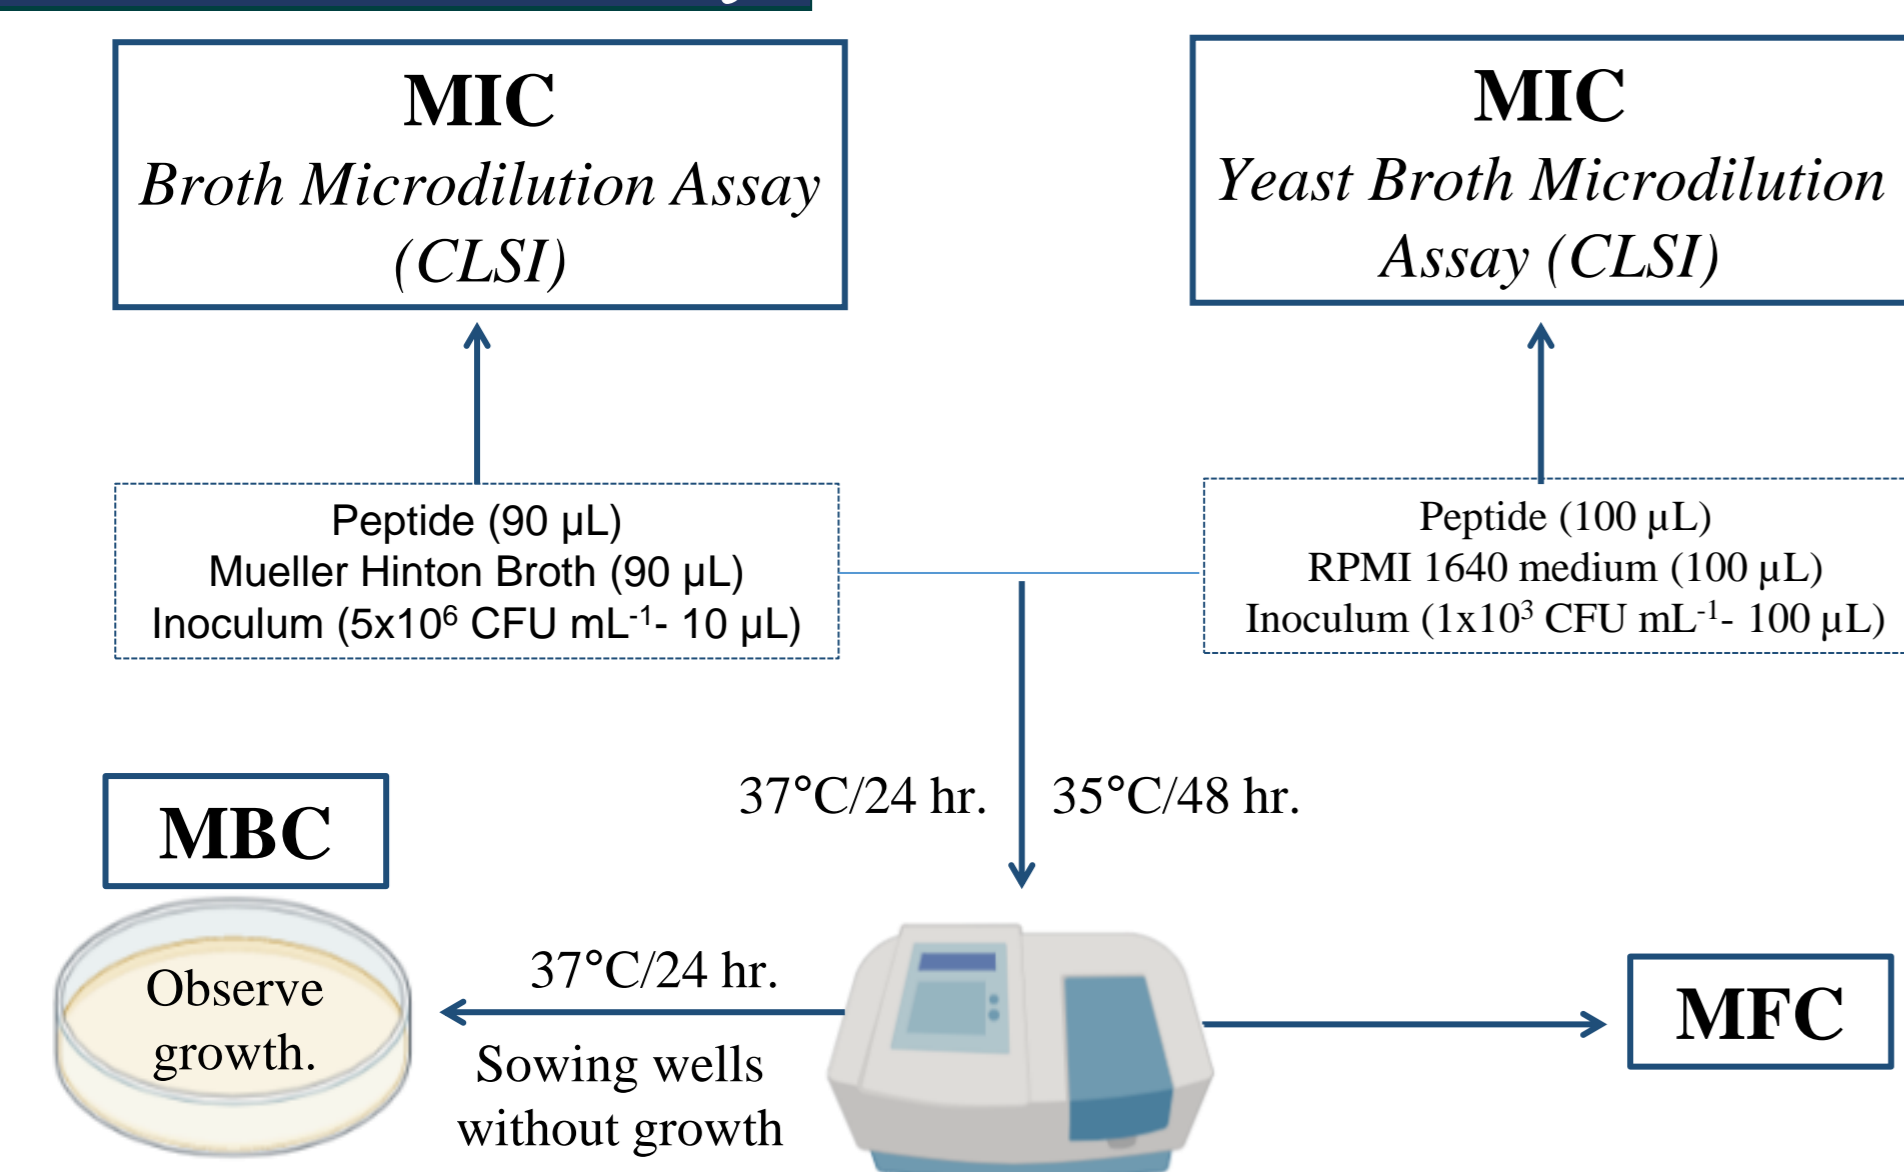 MIC
Broth Microdilution Assay
(CLSI)
MIC
Yeast Broth Microdilution
Assay (CLSI)
Peptide (90 µL)
Mueller Hinton Broth (90 µL)
Inoculum (5x10⁶ CFU mL⁻¹- 10 µL)
Peptide (100 µL)
RPMI 1640 medium (100 µL)
Inoculum (1x10³ CFU mL⁻¹- 100 µL)
37°C/24 hr.
35°C/48 hr.
MBC
Observe
growth.
37°C/24 hr.
Sowing wells
without growth
MFC